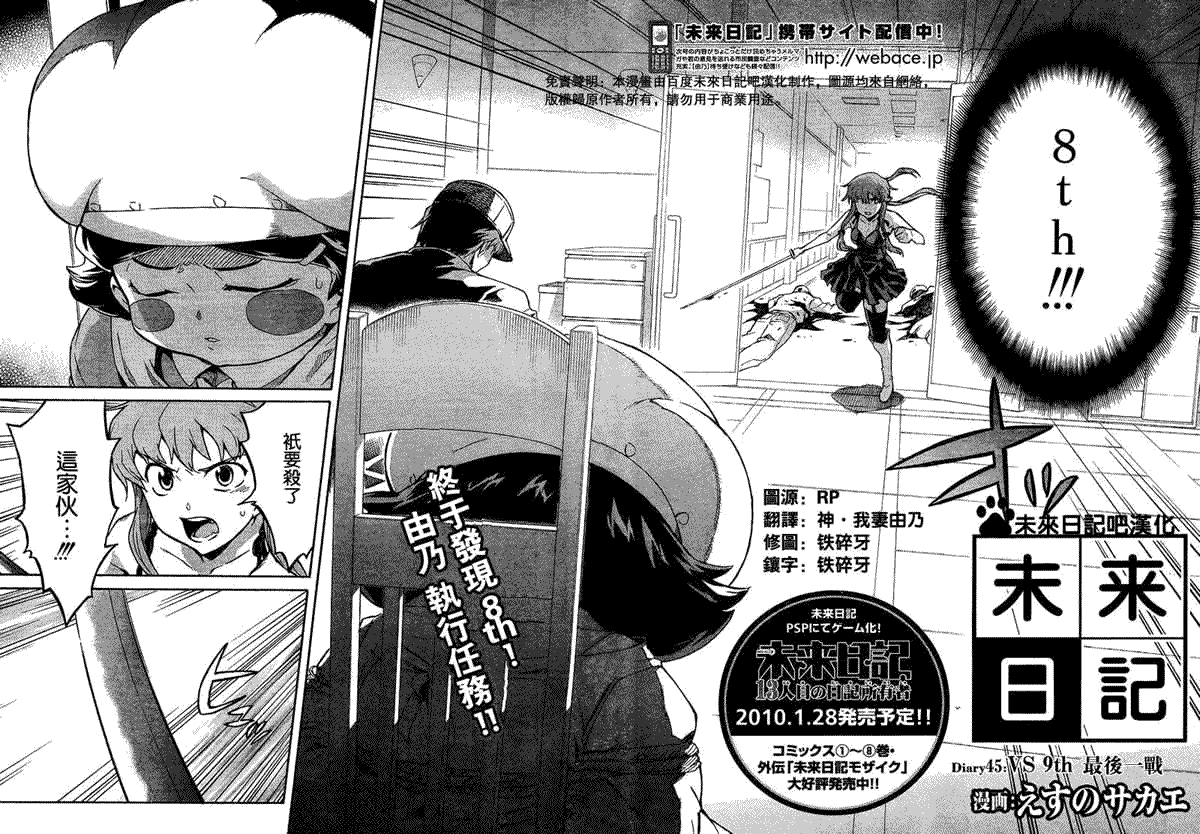 8th!!!
「未来日記」携帯サイト配信中!
http://webace.jp
免責聲明：本漫畫由百度未來日記吧漢化制作，圖源均來自網絡，
版權歸原作者所有，請勿用于商業用途。
終于發現8th！
由乃 執行任務!!
圖源：RP
翻譯：神·我妻由乃
修圖：铁碎牙
鑲字：铁碎牙
未來日記吧漢化
未来
日記
Diary45:VS 9th 最後一戰
漫画:えすのサカエ
未来日記
PSPにてゲーム化!
未来日記
13人目の日記所有者
2010.1.28発売予定!!
コミックス①～⑧巻・
外伝「未来日記モザイク」
大好評発売中!!
祇要殺了
這家伙…!!!